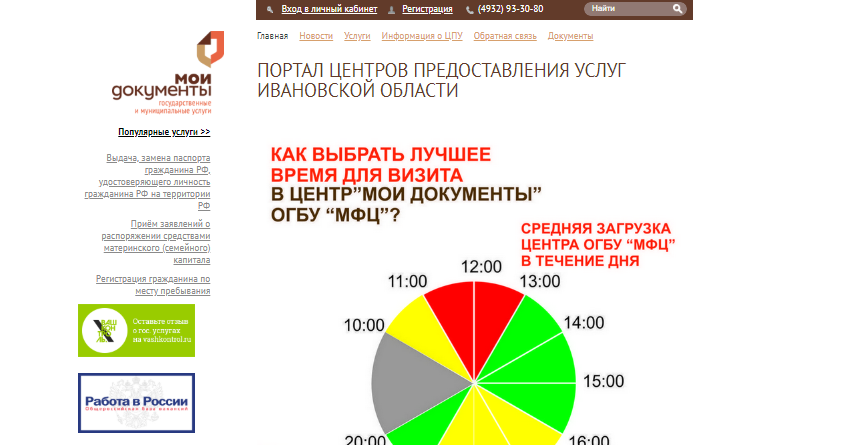 Вход в личный кабинет
Регистрация
(4932) 93-30-80
Найти
Главная Новости Услуги Информация о ЦПУ Обратная связь Документы
МОИ
документы
государственные
и муниципальные услуги
Популярные услуги >>
Выдача, замена паспорта
гражданина РФ,
удостоверяющего личность
гражданина РФ на территории
РФ
Приём заявлений о
распоряжении средствами
материнского (семейного)
капитала
Регистрация гражданина по
месту пребывания
ВАШ
КОН
ТРО
ЛЬ
Оставьте отзыв
о гос. услугах
на vashkontrol.ru
Работа в России
Общероссийская база вакансий
ПОРТАЛ ЦЕНТРОВ ПРЕДОСТАВЛЕНИЯ УСЛУГ
ИВАНОВСКОЙ ОБЛАСТИ
КАК ВЫБРАТЬ ЛУЧШЕЕ
ВРЕМЯ ДЛЯ ВИЗИТА
В ЦЕНТР”МОИ ДОКУМЕНТЫ”
ОГБУ “МФЦ”?
СРЕДНЯЯ ЗАГРУЗКА
ЦЕНТРА ОГБУ “МФЦ”
В ТЕЧЕНИЕ ДНЯ
12:00
11:00
13:00
10:00
14:00
15:00
20:00
16:00